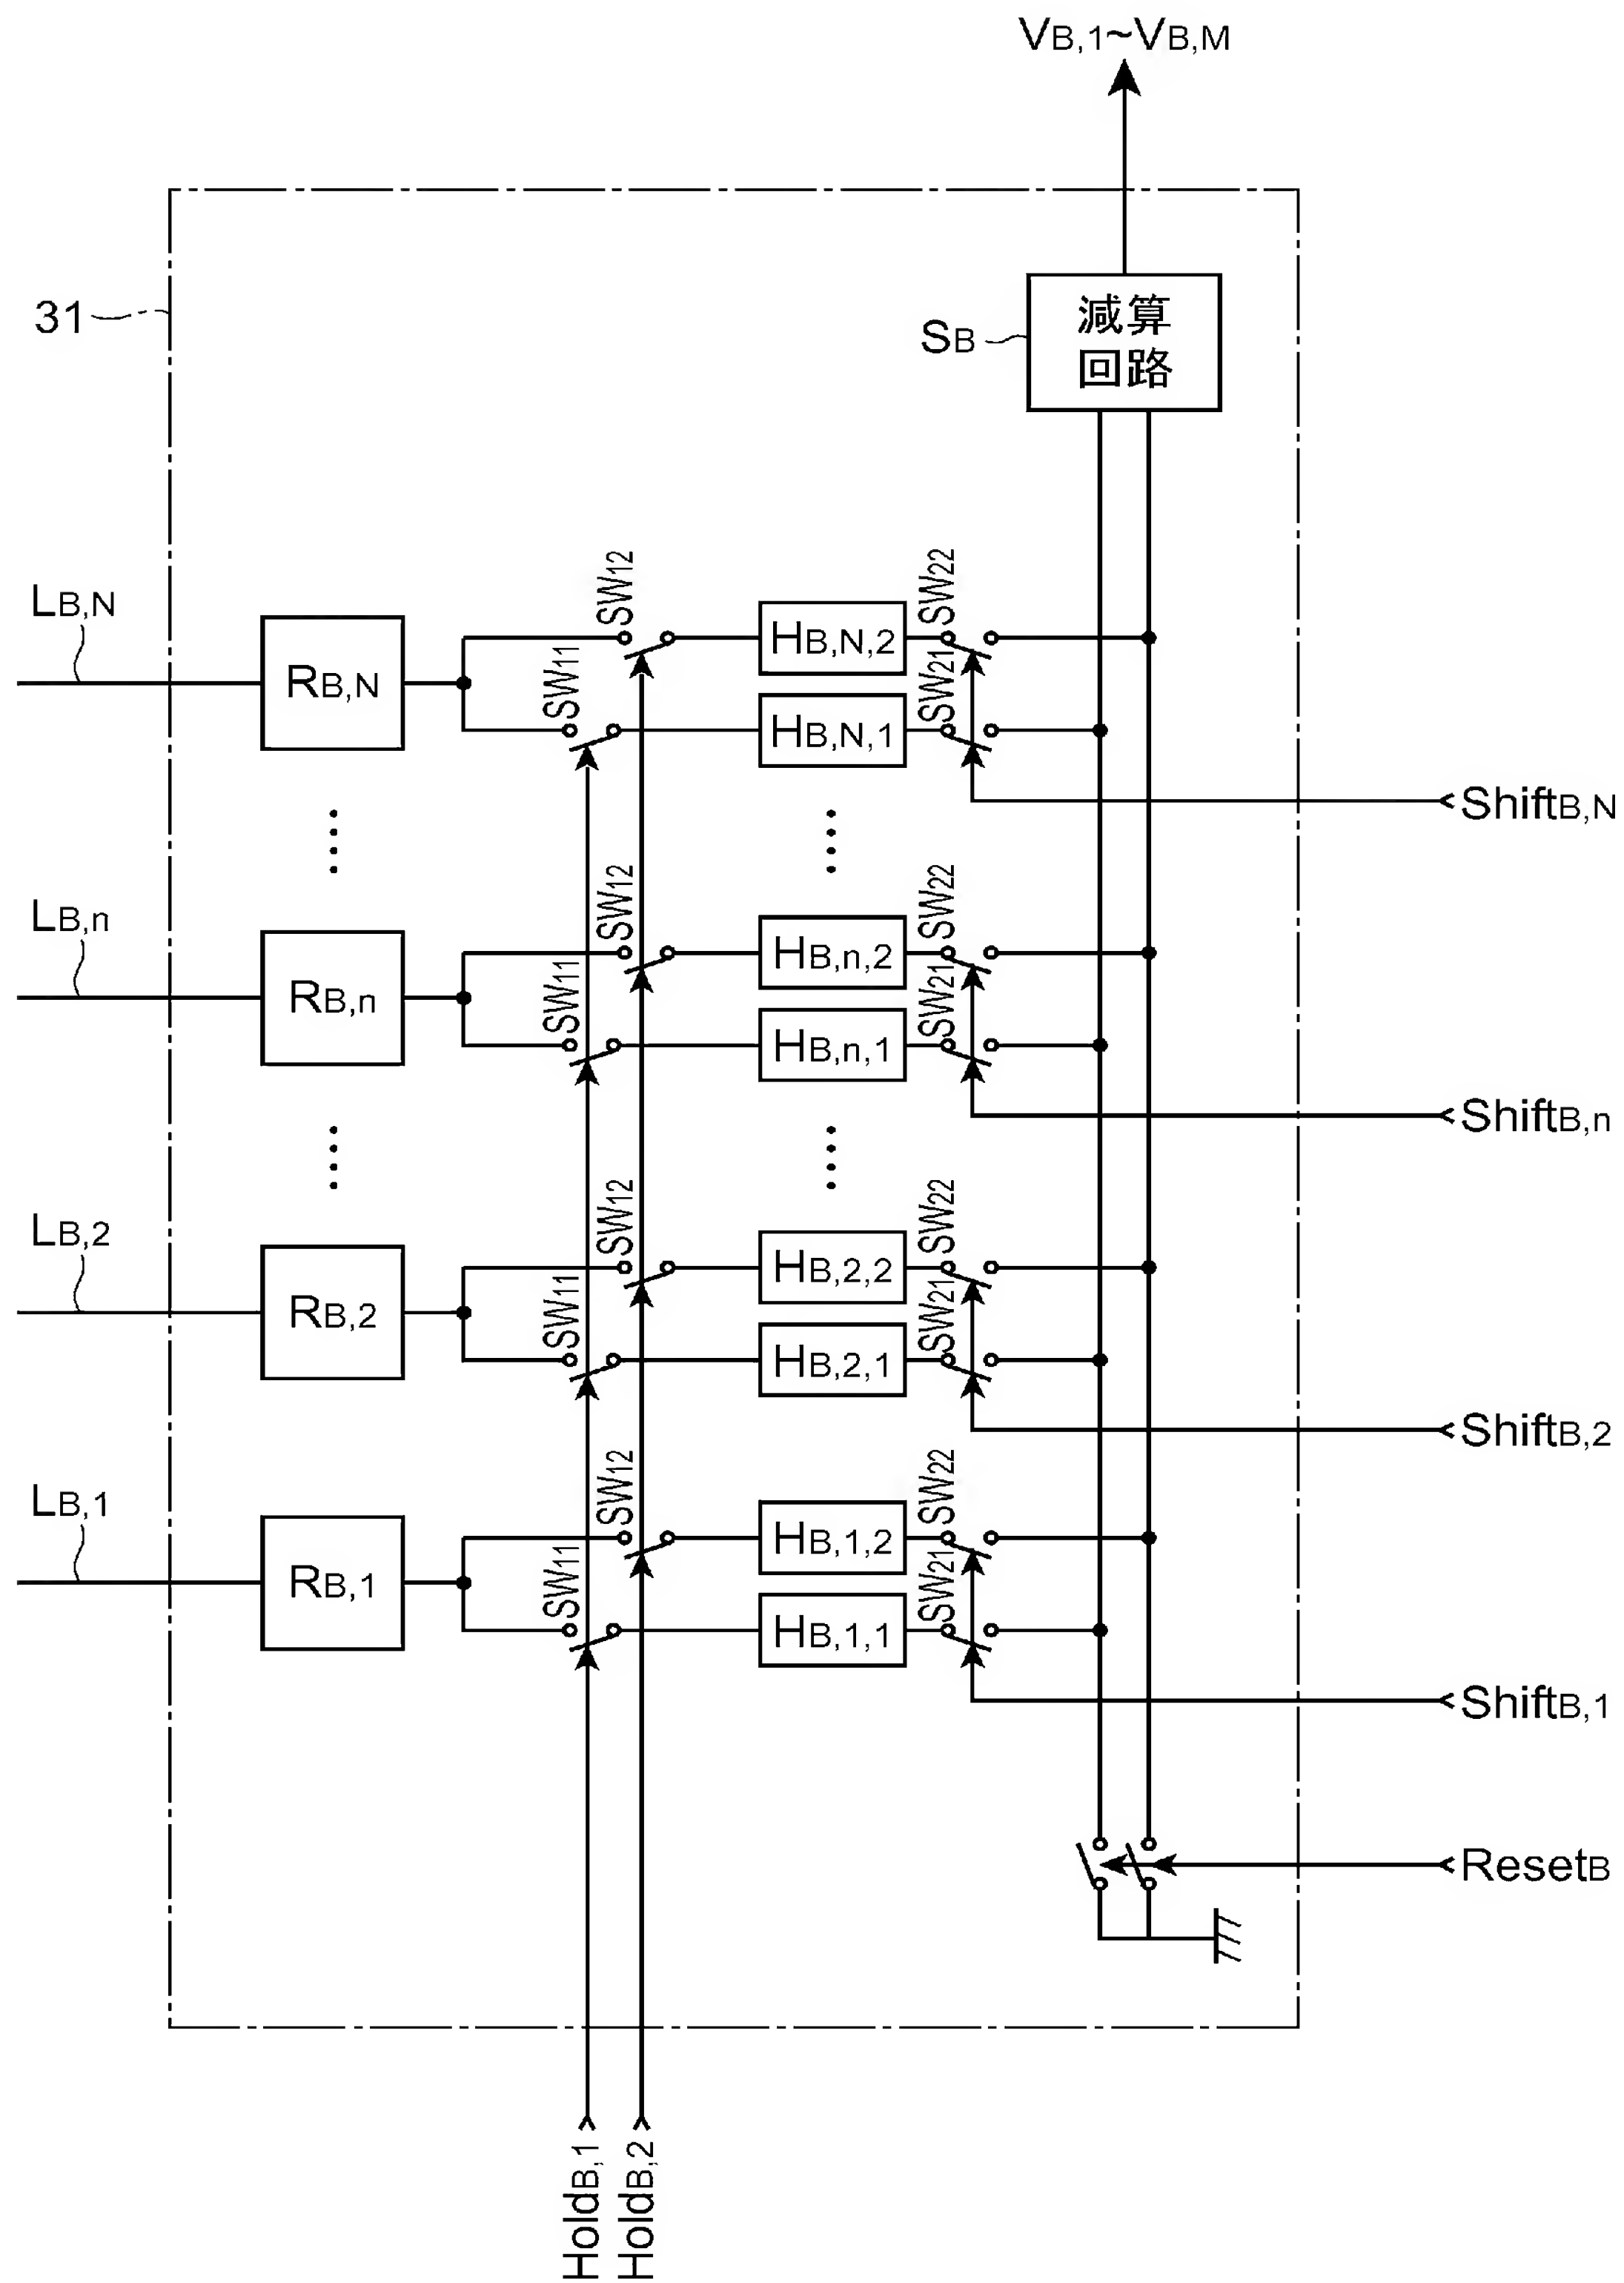 VB,1~VB,M
31
SB
減算
回路
LB,N
RB,N
SW12
SW11
HB,N,2
HB,N,1
SW22
SW21
ShiftB,N
LB,n
RB,n
SW12
SW11
HB,n,2
HB,n,1
SW22
SW21
ShiftB,n
LB,2
RB,2
SW12
SW11
HB,2,2
HB,2,1
SW22
SW21
ShiftB,2
LB,1
RB,1
SW12
SW11
HB,1,2
HB,1,1
SW22
SW21
ShiftB,1
ResetB
HoldB,1
HoldB,2